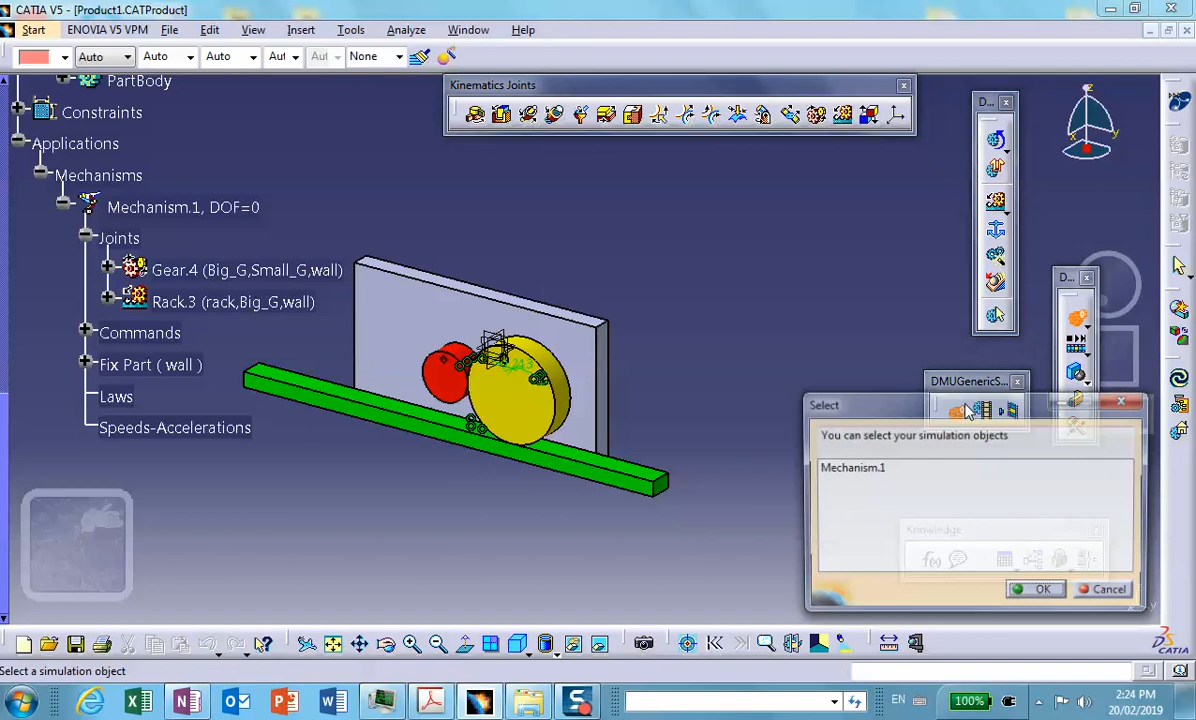 CATIA V5 - [Product1.CATProduct]
Start ENOVIA V5 VPM File Edit View Insert Tools Analyze Window Help
Auto Auto Auto Aut None
PartBody
Constraints
Applications
Mechanisms
Mechanism.1, DOF=0
Joints
Gear.4 (Big_G,Small_G,wall)
Rack.3 (rack,Big_G,wall)
Commands
Fix Part ( wall )
Laws
Speeds-Accelerations
Kinematics Joints
D...
z
x
y
D...
DMUGenericS...
Select
You can select your simulation objects
Mechanism.1
Knowledge
f(x)
OK Cancel
Select a simulation object
CATIA
EN
100%
2:24 PM
20/02/2019